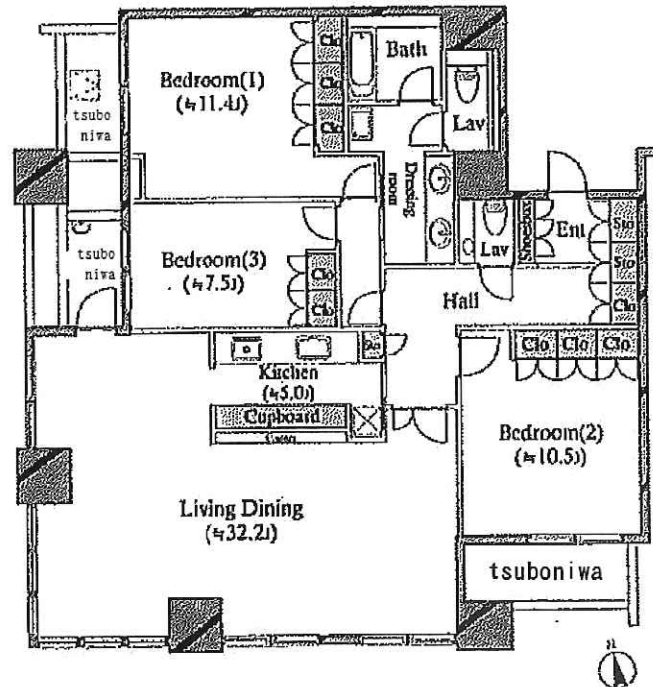 Clo
Clo
Clo
Bath
Bedroom(1)
(≒11.4J)
tsubo
niwa
Lav
Dressing
room
Bedroom(3)
(≒7.5J)
Clo
Clo
tsubo
niwa
Lav
Shoesbox
Ent
Sto
Sto
Clo
Hall
Kitchen
(≒5.0J)
Sto
Cupboard
Clo
Clo
Clo
Bedroom(2)
(≒10.5J)
Living Dining
(≒32.2J)
tsuboniwa